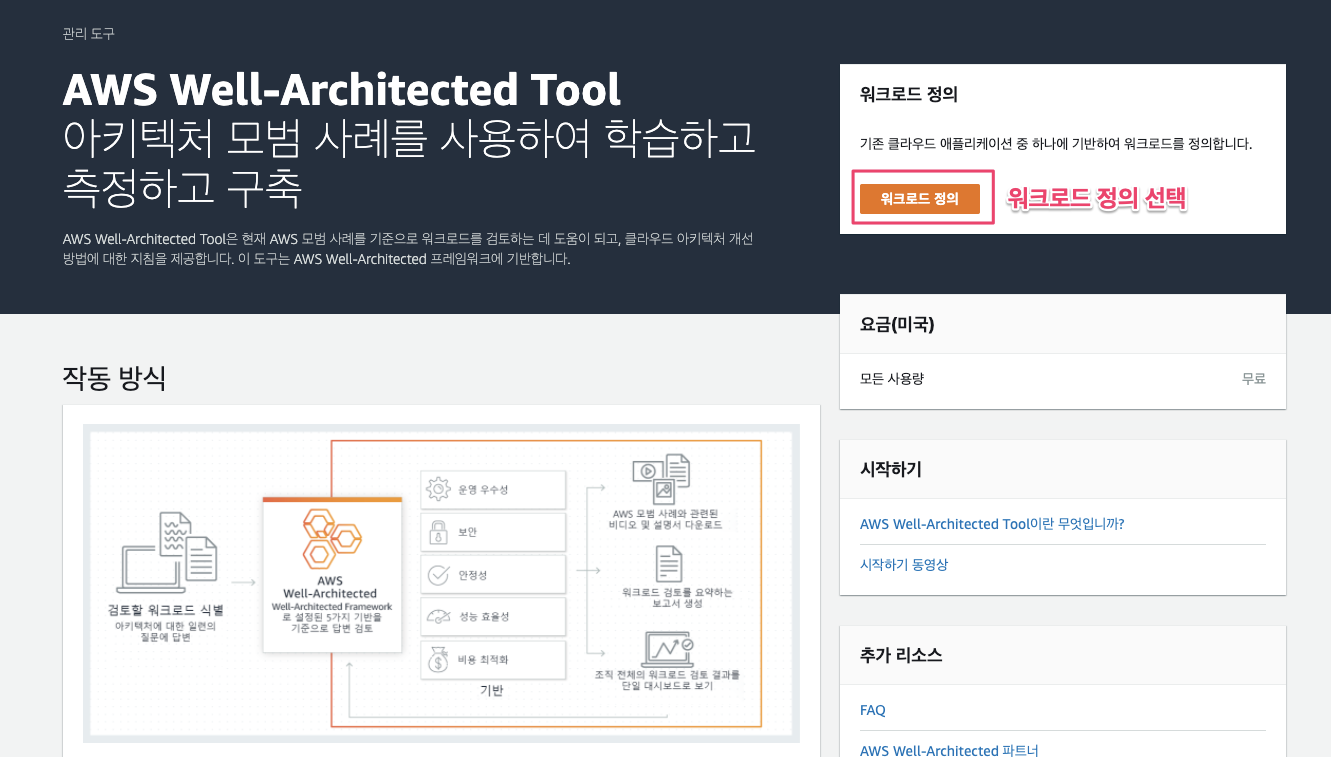 관리 도구
AWS Well-Architected Tool
아키텍처 모범 사례를 사용하여 학습하고
측정하고 구축
AWS Well-Architected Tool은 현재 AWS 모범 사례를 기준으로 워크로드를 검토하는 데 도움이 되고, 클라우드 아키텍처 개선
방법에 대한 지침을 제공합니다. 이 도구는 AWS Well-Architected 프레임워크에 기반합니다.
워크로드 정의
기존 클라우드 애플리케이션 중 하나에 기반하여 워크로드를 정의합니다.
워크로드 정의
워크로드 정의 선택
요금(미국)
모든 사용량
무료
작동 방식
검토할 워크로드 식별
아키텍처에 대한 일련의
질문에 답변
AWS
Well-Architected
Well-Architected Framework
로 설정된 5가지 기반을
기준으로 답변 검토
운영 우수성
보안
안정성
성능 효율성
비용 최적화
기반
AWS 모범 사례와 관련된
비디오 및 설명서 다운로드
워크로드 검토를 요약하는
보고서 생성
조직 전체의 워크로드 검토 결과를
단일 대시보드로 보기
시작하기
AWS Well-Architected Tool이란 무엇입니까?
시작하기 동영상
추가 리소스
FAQ
AWS Well-Architected 파트너